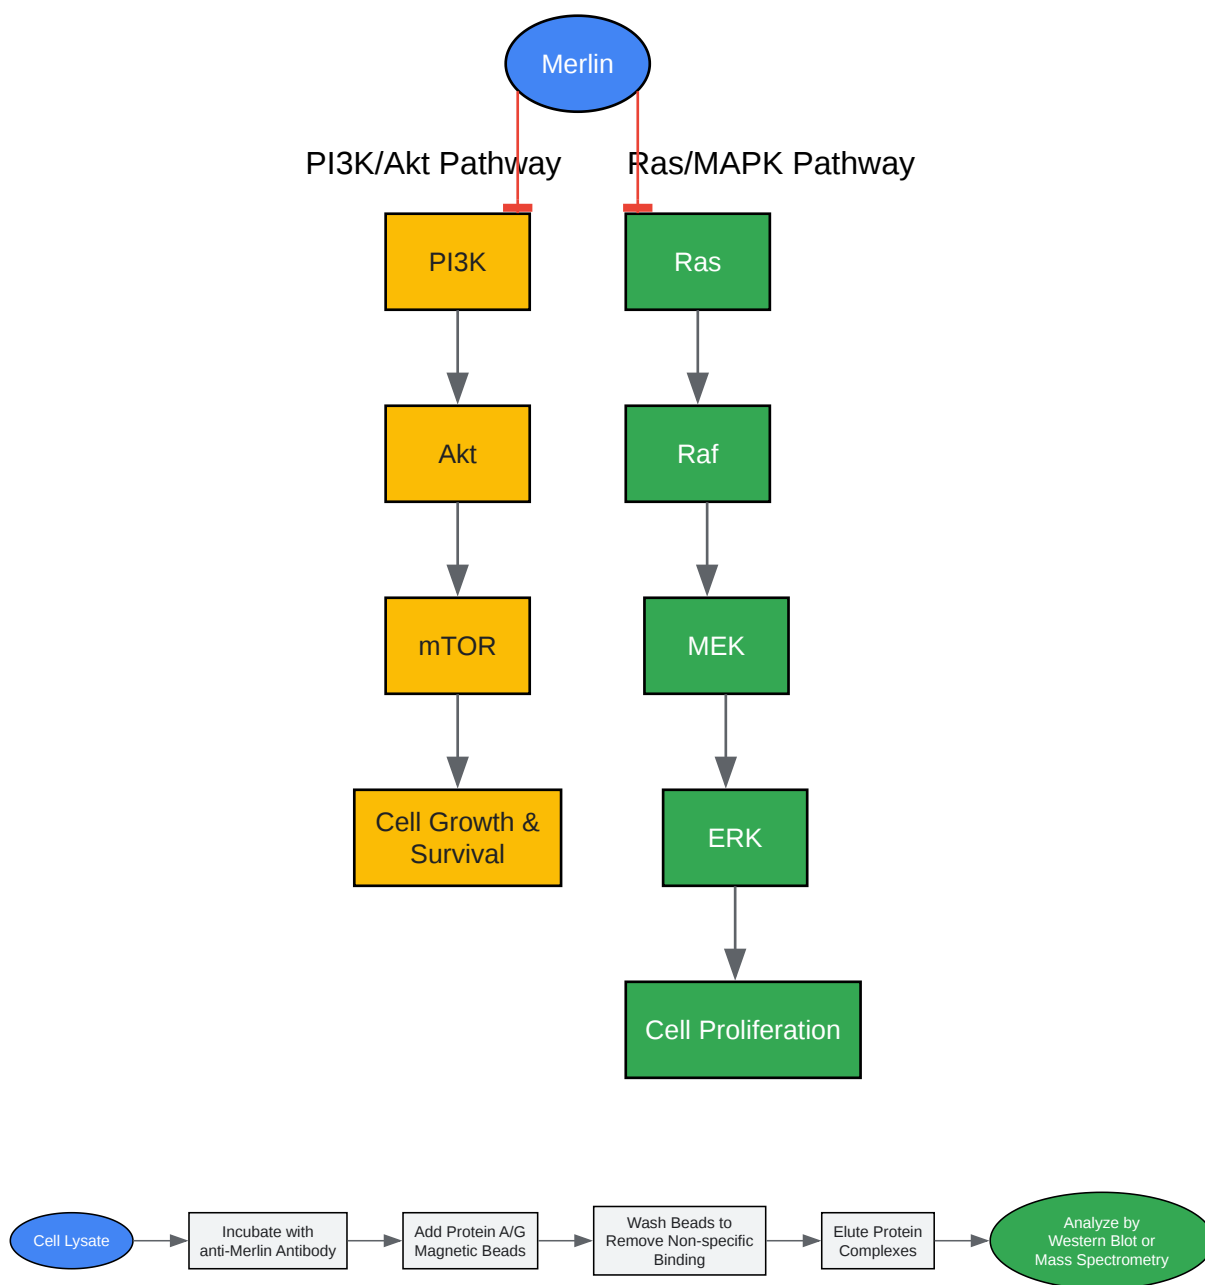 Merlin
PI3K/Akt Pathway
Ras/MAPK Pathway
PI3K
Ras
Akt
Raf
mTOR
MEK
Cell Growth &
Survival
ERK
Cell Proliferation
Cell Lysate
Incubate with
anti-Merlin Antibody
Add Protein A/G
Magnetic Beads
Wash Beads to
Remove Non-specific
Binding
Elute Protein
Complexes
Analyze by
Western Blot or
Mass Spectrometry